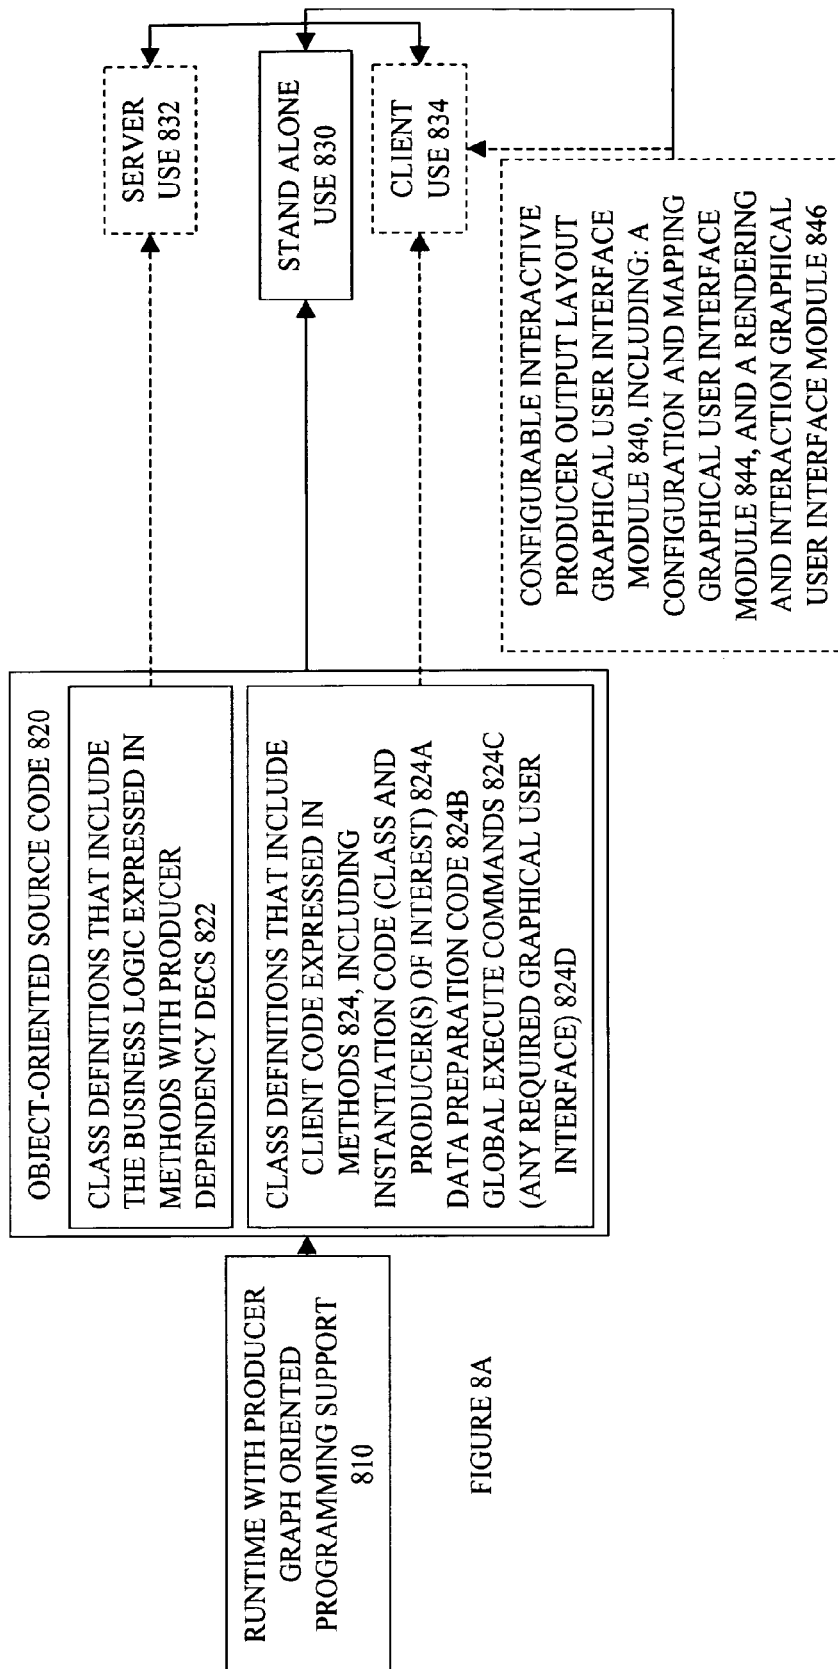 RUNTIME WITH PRODUCER
GRAPH ORIENTED
PROGRAMMING SUPPORT
810
OBJECT-ORIENTED SOURCE CODE 820
CLASS DEFINITIONS THAT INCLUDE
THE BUSINESS LOGIC EXPRESSED IN
METHODS WITH PRODUCER
DEPENDENCY DECS 822
CLASS DEFINITIONS THAT INCLUDE
CLIENT CODE EXPRESSED IN
METHODS 824, INCLUDING
INSTANTIATION CODE (CLASS AND
PRODUCER(S) OF INTEREST) 824A
DATA PREPARATION CODE 824B
GLOBAL EXECUTE COMMANDS 824C
(ANY REQUIRED GRAPHICAL USER
INTERFACE) 824D
SERVER
USE 832
STAND ALONE
USE 830
CLIENT
USE 834
CONFIGURABLE INTERACTIVE
PRODUCER OUTPUT LAYOUT
GRAPHICAL USER INTERFACE
MODULE 840, INCLUDING: A
CONFIGURATION AND MAPPING
GRAPHICAL USER INTERFACE
MODULE 844, AND A RENDERING
AND INTERACTION GRAPHICAL
USER INTERFACE MODULE 846
FIGURE 8A